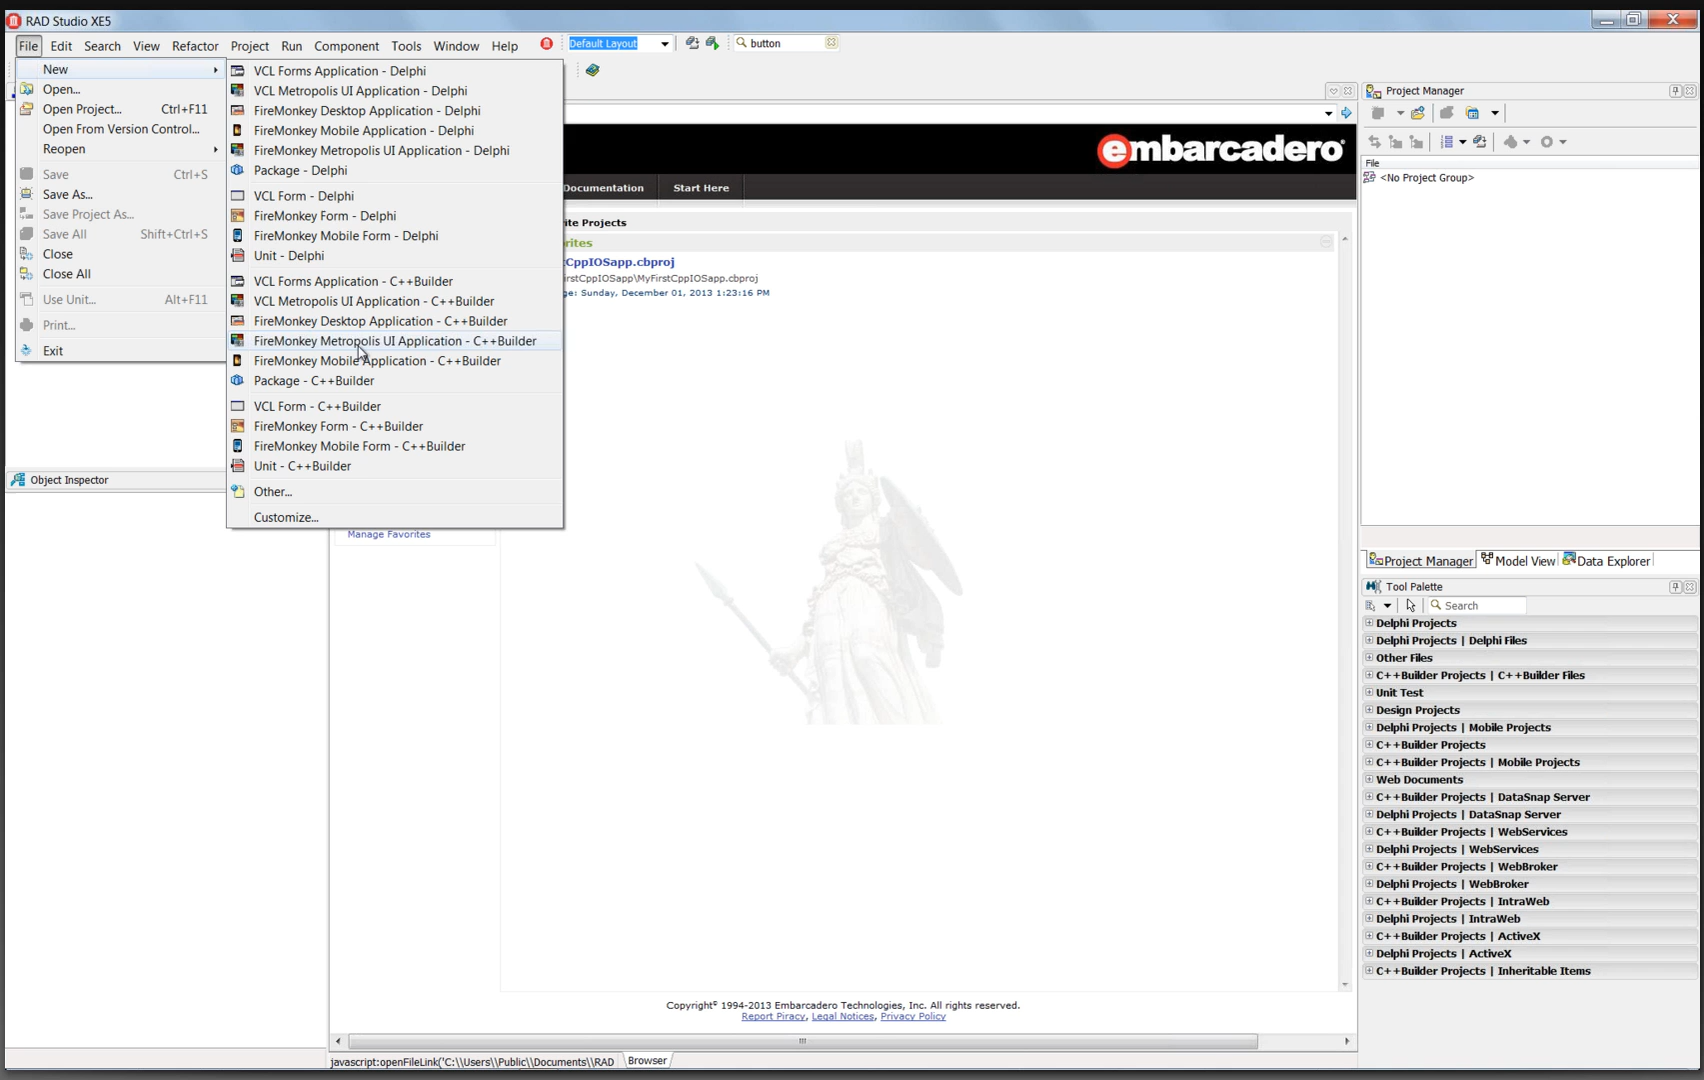 RAD Studio XE5
File Edit Search View Refactor Project Run Component Tools Window Help Default Layout button
New
Open...
Open Project... Ctrl+F11
Open From Version Control...
Reopen
Save Ctrl+S
Save As...
Save Project As...
Save All Shift+Ctrl+S
Close
Close All
Use Unit... Alt+F11
Print...
Exit
VCL Forms Application - Delphi
VCL Metropolis UI Application - Delphi
FireMonkey Desktop Application - Delphi
FireMonkey Mobile Application - Delphi
FireMonkey Metropolis UI Application - Delphi
Package - Delphi
VCL Form - Delphi
FireMonkey Form - Delphi
FireMonkey Mobile Form - Delphi
Unit - Delphi
VCL Forms Application - C++Builder
VCL Metropolis UI Application - C++Builder
FireMonkey Desktop Application - C++Builder
FireMonkey Metropolis UI Application - C++Builder
FireMonkey Mobile Application - C++Builder
Package - C++Builder
VCL Form - C++Builder
FireMonkey Form - C++Builder
FireMonkey Mobile Form - C++Builder
Unit - C++Builder
Other...
Customize...
Object Inspector
embarcadero
Documentation Start Here
ite Projects
rites
tCppIOSapp.cbproj
irstCppIOSapp\MyFirstCppIOSapp.cbproj
ge: Sunday, December 01, 2013 1:23:16 PM
Manage Favorites
Copyright© 1994-2013 Embarcadero Technologies, Inc. All rights reserved.
Report Piracy, Legal Notices, Privacy Policy
javascript:openFileLink('C:\\Users\\Public\\Documents\\RAD Browser
Project Manager
File
<No Project Group>
Project Manager Model View Data Explorer
Tool Palette
Search
Delphi Projects
Delphi Projects | Delphi Files
Other Files
C++Builder Projects | C++Builder Files
Unit Test
Design Projects
Delphi Projects | Mobile Projects
C++Builder Projects
C++Builder Projects | Mobile Projects
Web Documents
C++Builder Projects | DataSnap Server
Delphi Projects | DataSnap Server
C++Builder Projects | WebServices
Delphi Projects | WebServices
C++Builder Projects | WebBroker
Delphi Projects | WebBroker
C++Builder Projects | IntraWeb
Delphi Projects | IntraWeb
C++Builder Projects | ActiveX
Delphi Projects | ActiveX
C++Builder Projects | Inheritable Items